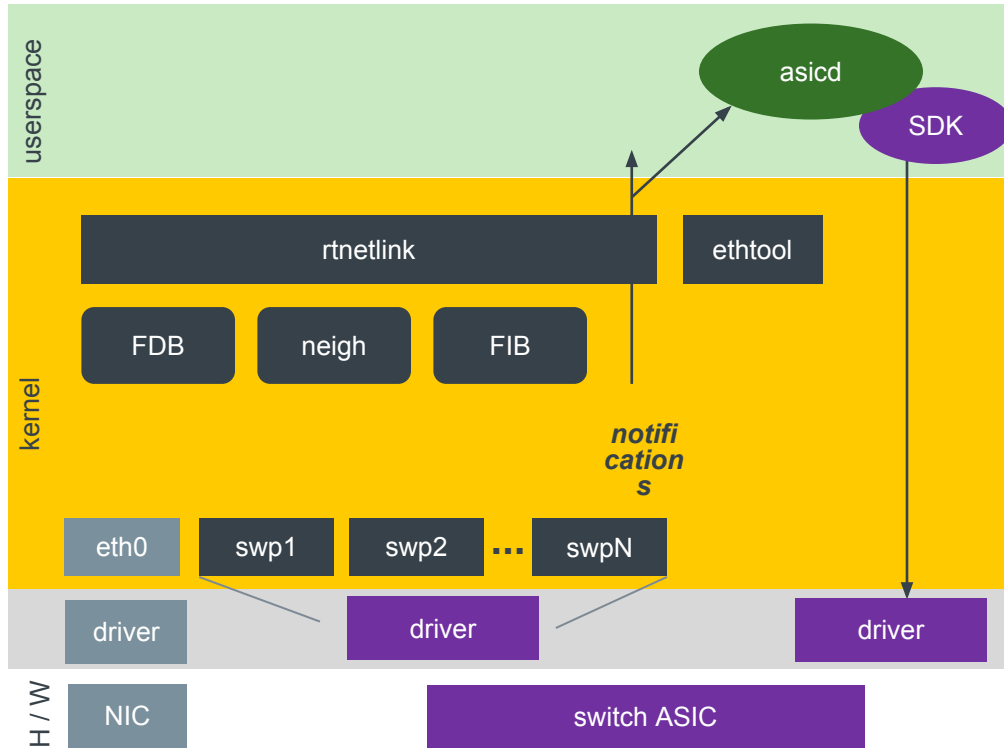 userspace
asicd
SDK
kernel
rtnetlink
ethtool
FDB
neigh
FIB
notifi
cation
s
eth0
swp1
swp2
...
swpN
driver
driver
driver
H / W
NIC
switch ASIC